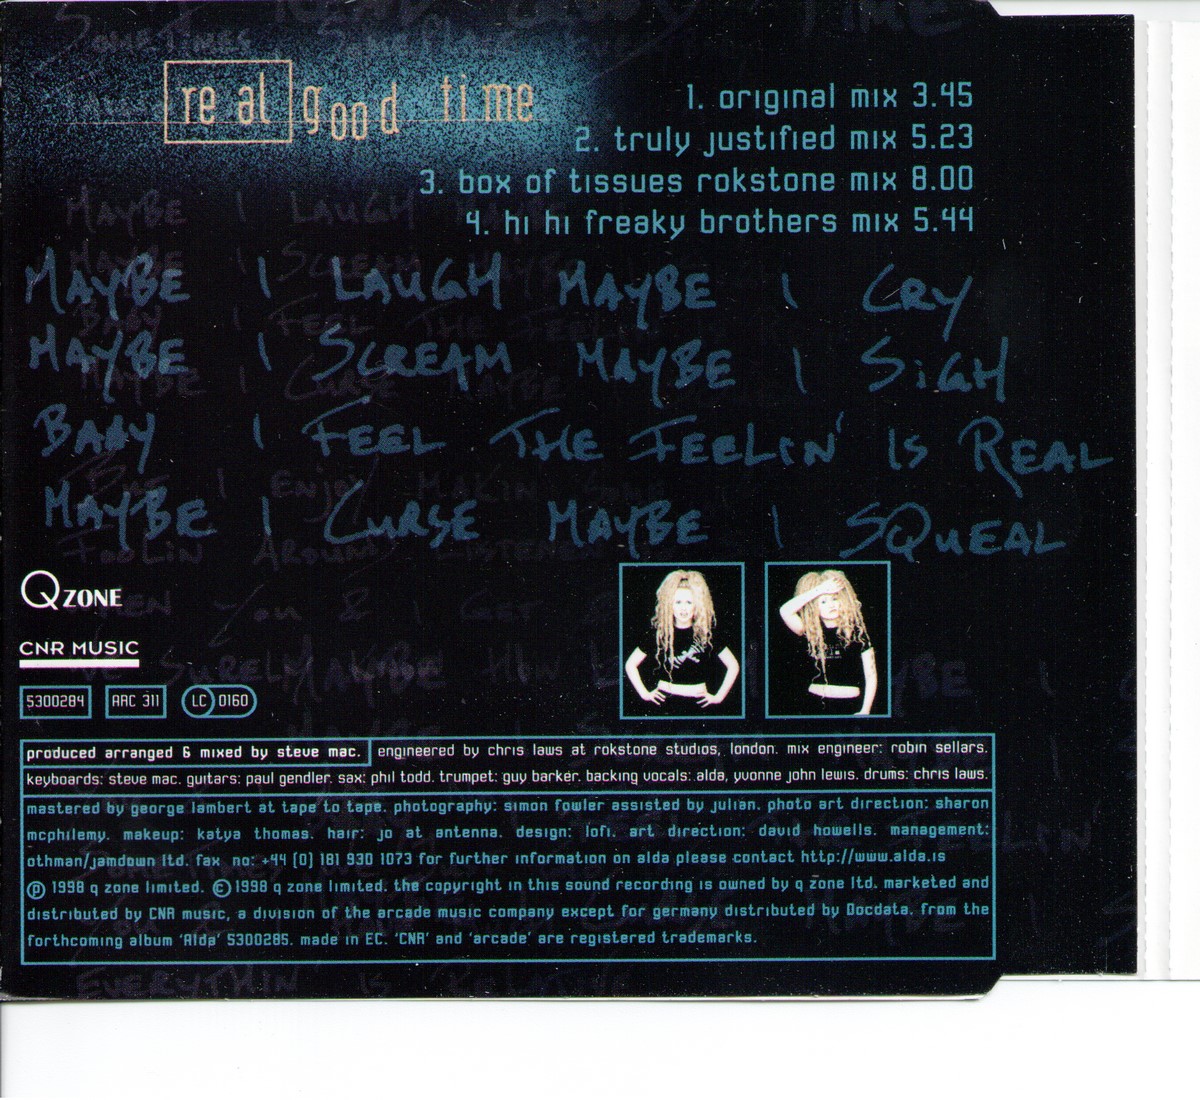 real good time
1. original mix 3.45
2. truly justified mix 5.23
3. box of tissues rokstone mix 8.00
4. hi hi freaky brothers mix 5.44
MAYBE I LAUGH MAYBE I CRY
MAYBE I SCREAM MAYBE I SiGH
BABY I FEEL THE FEELIN' IS REAL
MAYBE I CURSE MAYBE I SQUEAL
Q ZONE
CNR MUSIC
5300284 ARC 311 LC 0160
produced arranged & mixed by steve mac. engineered by chris laws at rokstone studios, london. mix engineer: robin sellars.
keyboards: steve mac. guitars: paul gendler. sax: phil todd. trumpet: guy barker. backing vocals: alda, yvonne john lewis. drums: chris laws.
mastered by george lambert at tape to tape. photography: simon fowler assisted by julian. photo art direction: sharon
mcphilemy. makeup: katya thomas. hair: jo at antenna. design: lofi. art direction: david howells. management:
othman/jamdown ltd. fax no: +44 (0) 181 930 1073 for further information on alda please contact http://www.alda.is
℗ 1998 q zone limited. © 1998 q zone limited. the copyright in this sound recording is owned by q zone ltd. marketed and
distributed by CNR music, a division of the arcade music company except for germany distributed by Docdata. from the
forthcoming album 'Alda' 5300285. made in EC. 'CNR' and 'arcade' are registered trademarks.